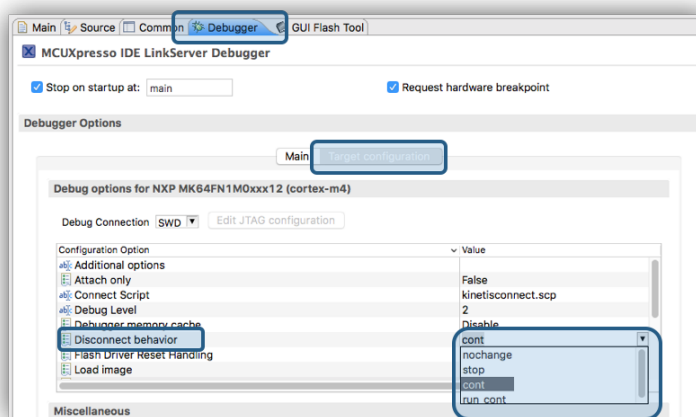 Main Source Common Debugger GUI Flash Tool
MCUXpresso IDE LinkServer Debugger
Stop on startup at: main Request hardware breakpoint
Debugger Options
Main Target configuration
Debug options for NXP MK64FN1M0xxx12 (cortex-m4)
Debug Connection SWD Edit JTAG configuration
Configuration Option Value
Additional options
Attach only False
Connect Script kinetisconnect.scp
Debug Level 2
Debugger memory cache Disable
Disconnect behavior cont
Flash Driver Reset Handling nochange
Load image stop
cont
run_cont
Miscellaneous